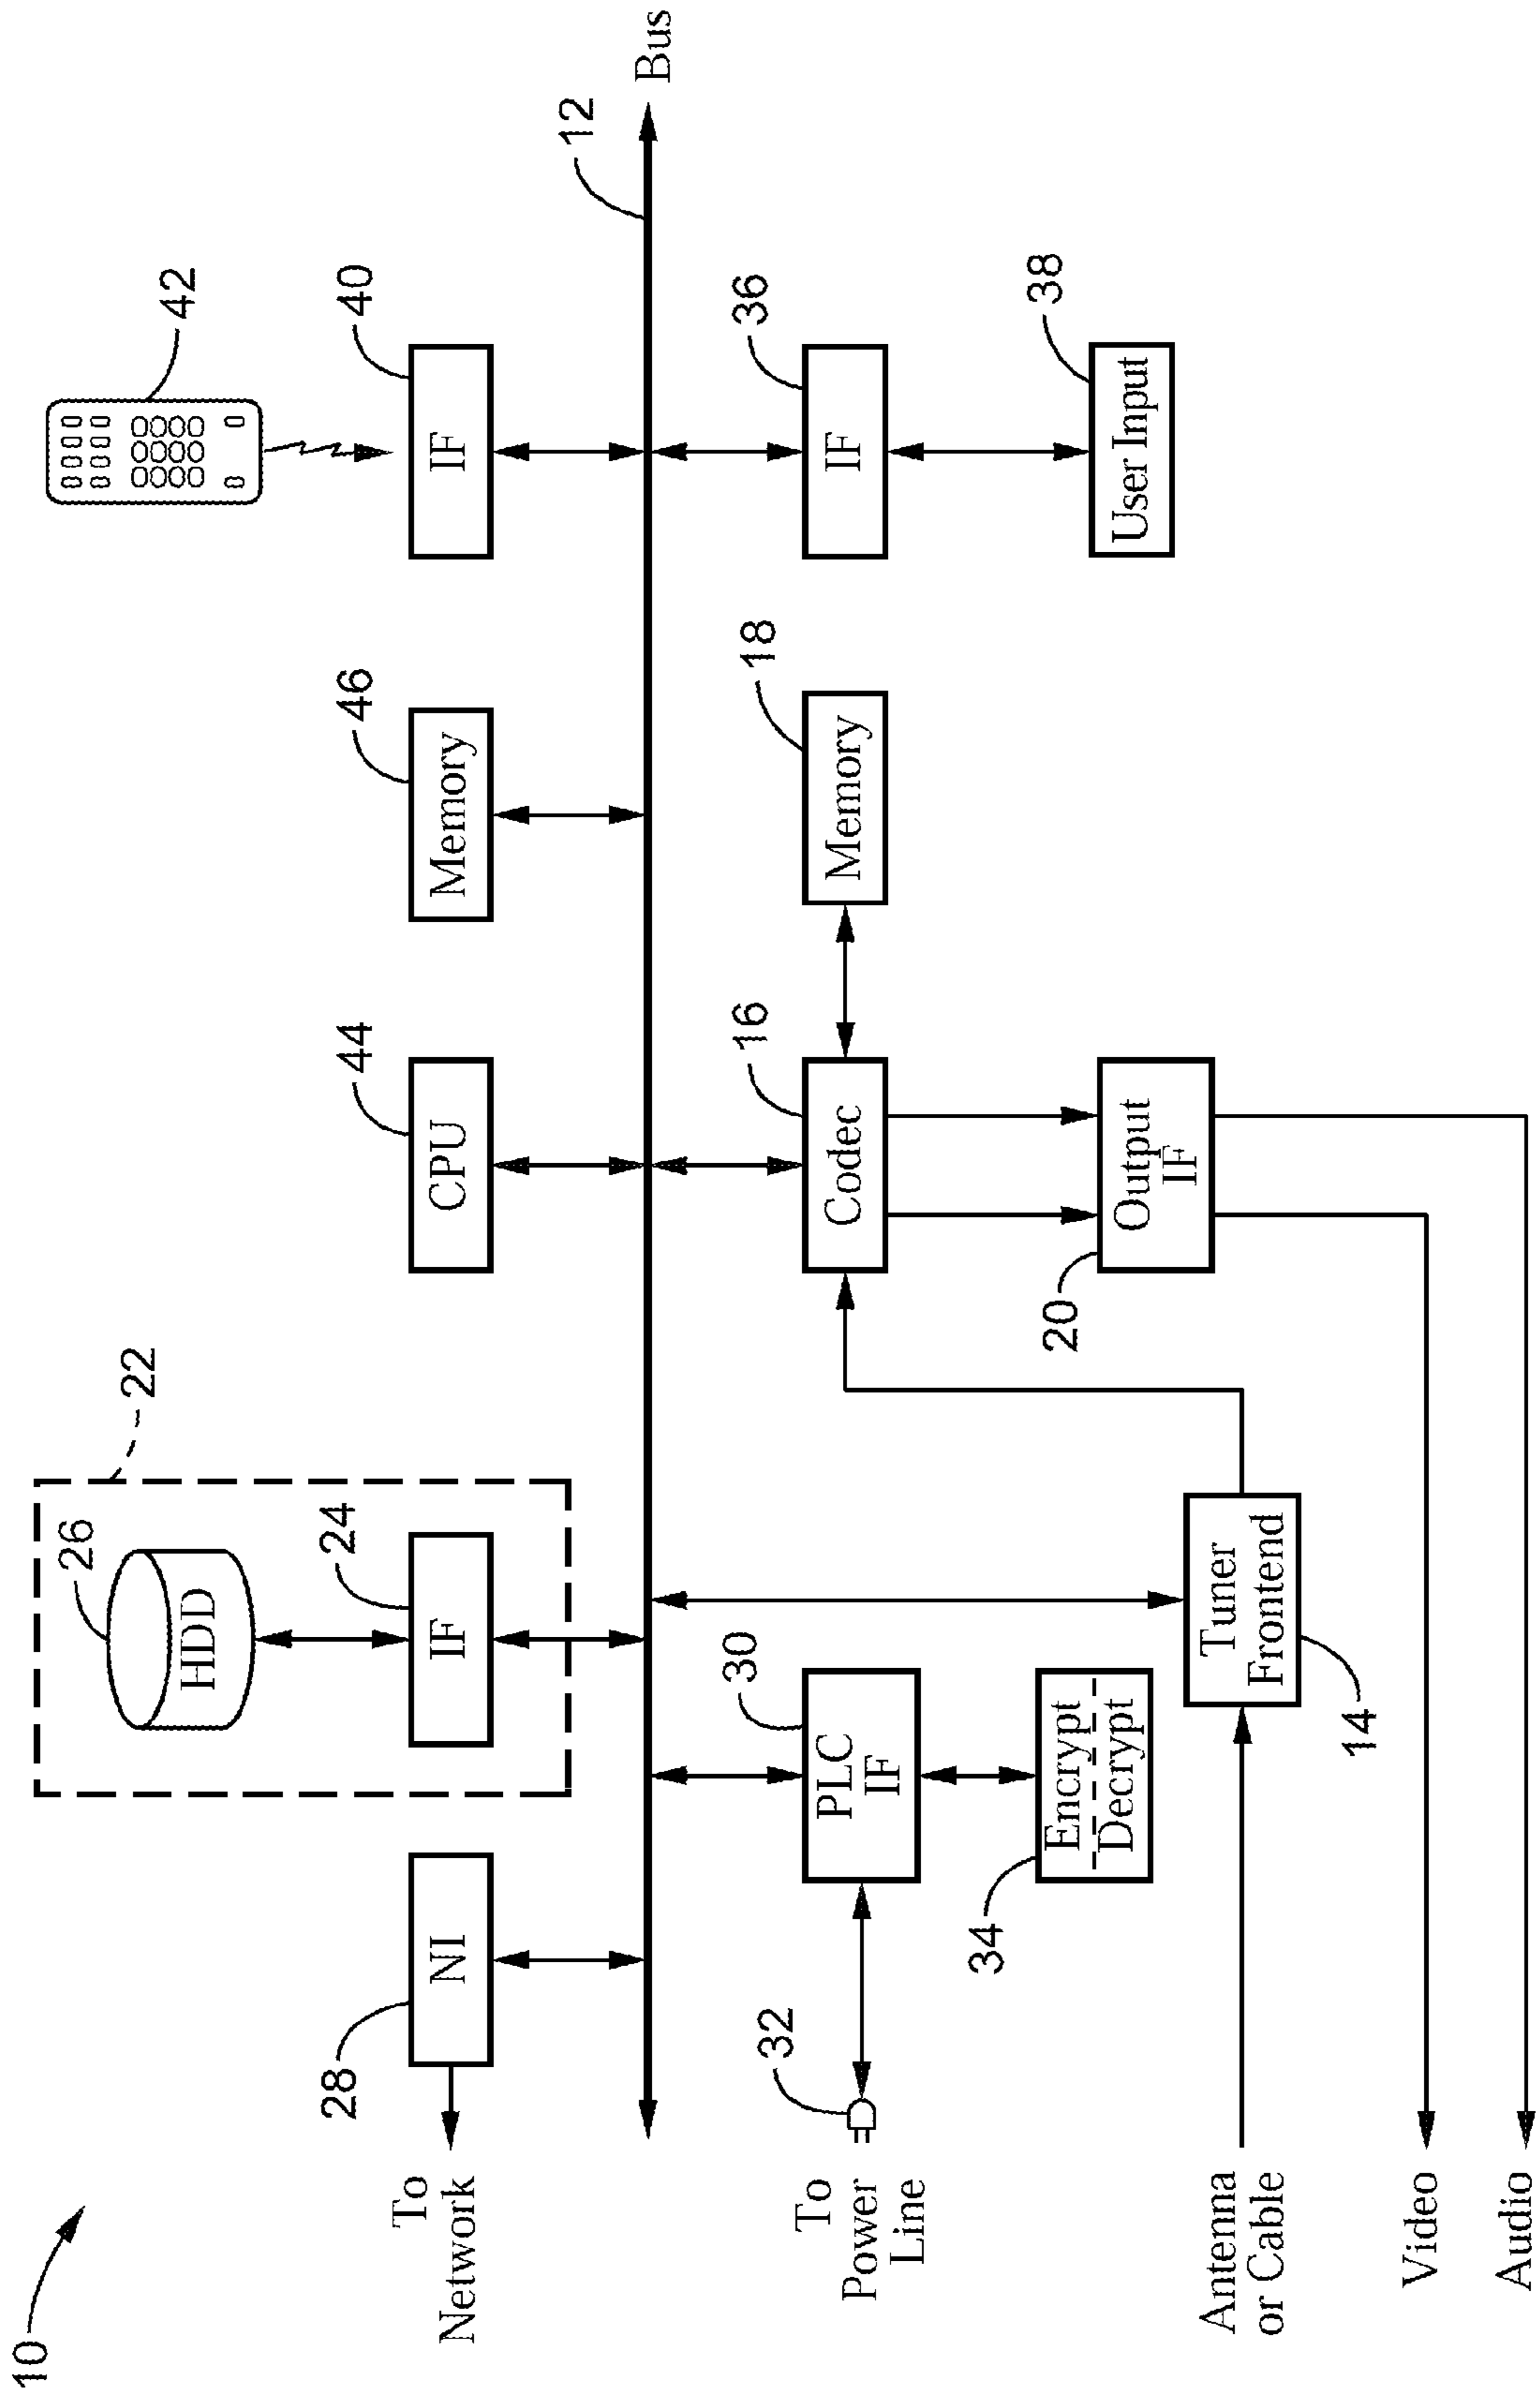 10
42
26
22
HDD
28
24
44
46
40
NI
IF
CPU
Memory
IF
To
Network
12
Bus
32
30
16
18
36
To
Power
Line
PLC
IF
Codec
Memory
IF
34
Encrypt
Decrypt
20
Output
IF
38
User Input
Antenna
or Cable
Tuner
Frontend
14
Video
Audio